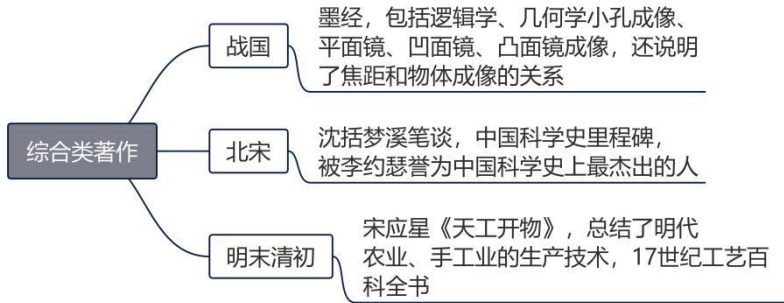 综合类著作
战国
墨经，包括逻辑学、几何学小孔成像、
平面镜、凹面镜、凸面镜成像，还说明
了焦距和物体成像的关系
北宋
沈括梦溪笔谈，中国科学史里程碑，
被李约瑟誉为中国科学史上最杰出的人
明末清初
宋应星《天工开物》，总结了明代
农业、手工业的生产技术，17世纪工艺百
科全书